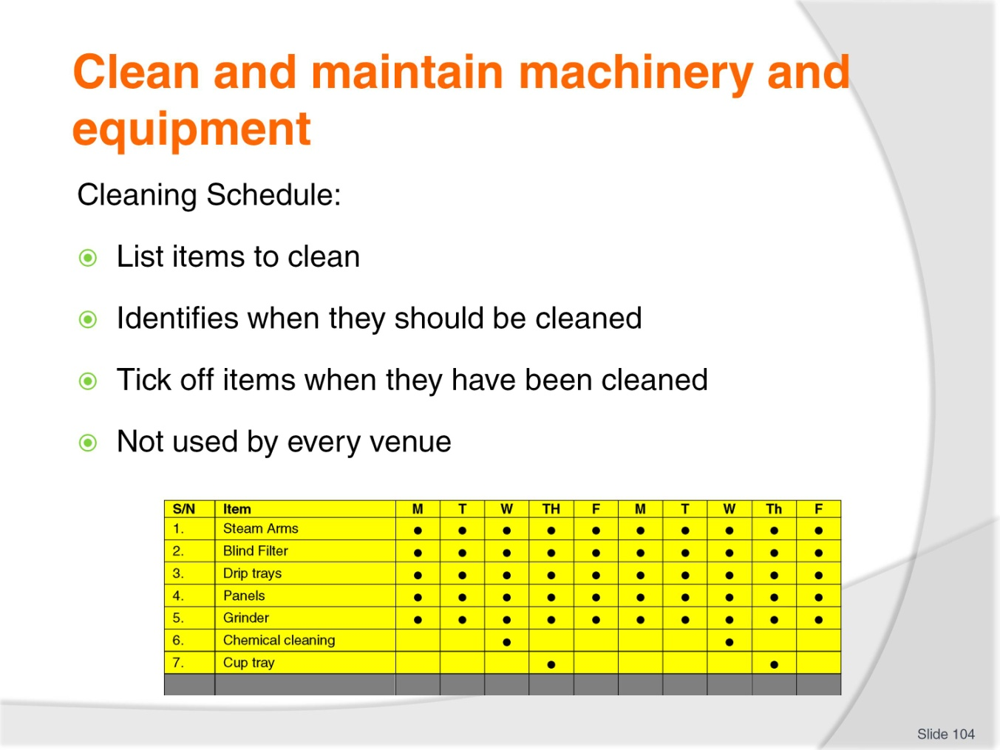 Clean and maintain machinery and
equipment
Cleaning Schedule:
List items to clean
Identifies when they should be cleaned
Tick off items when they have been cleaned
Not used by every venue
S/N Item M T W TH F M T W Th F
1. Steam Arms ● ● ● ● ● ● ● ● ● ●
2. Blind Filter ● ● ● ● ● ● ● ● ● ●
3. Drip trays ● ● ● ● ● ● ● ● ● ●
4. Panels ● ● ● ● ● ● ● ● ● ●
5. Grinder ● ● ● ● ● ● ● ● ● ●
6. Chemical cleaning ● ●
7. Cup tray ● ●
Slide 104